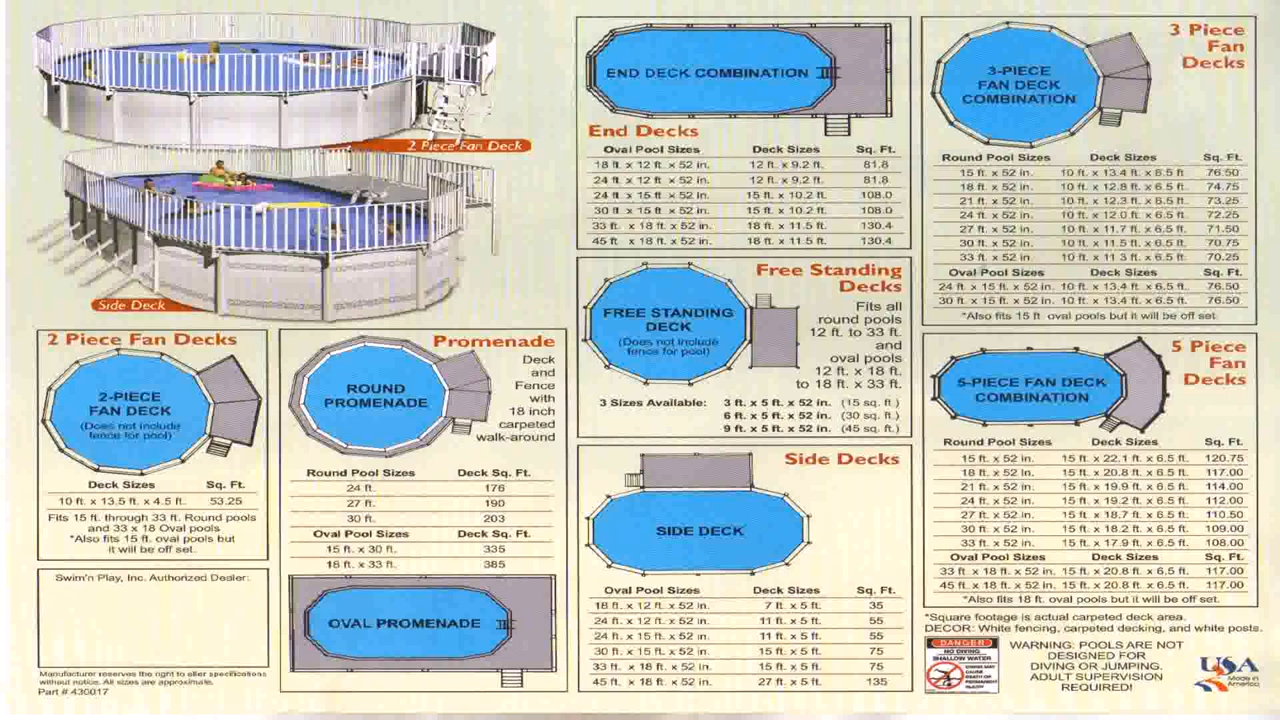 2 Piece Fan Deck
Side Deck
2 Piece Fan Decks
2-PIECE
FAN DECK
(Does not include
fence for pool)
Deck Sizes Sq. Ft.
10 ft. x 13.5 ft. x 4.5 ft. 53.25
Fits 15 ft. through 33 ft. Round pools
and 33 x 18 Oval pools
*Also fits 15 ft. oval pools but
it will be off set.
Swim'n Play, Inc. Authorized Dealer:
Manufacturer reserves the right to alter specifications
without notice. All sizes are approximate.
Part # 430017
Promenade
Deck
and
Fence
with
18 inch
carpeted
walk-around
ROUND
PROMENADE
Round Pool Sizes Deck Sq. Ft.
24 ft. 176
27 ft. 190
30 ft. 203
Oval Pool Sizes Deck Sq. Ft.
15 ft. x 30 ft. 335
18 ft. x 33 ft. 385
OVAL PROMENADE
END DECK COMBINATION
End Decks
Oval Pool Sizes Deck Sizes Sq. Ft.
18 ft. x 12 ft. x 52 in. 12 ft. x 9.2 ft. 81.8
24 ft. x 12 ft. x 52 in. 12 ft. x 9.2 ft. 81.8
24 ft. x 15 ft. x 52 in. 15 ft. x 10.2 ft. 108.0
30 ft. x 15 ft. x 52 in. 15 ft. x 10.2 ft. 108.0
33 ft. x 18 ft. x 52 in. 18 ft. x 11.5 ft. 130.4
45 ft. x 18 ft. x 52 in. 18 ft. x 11.5 ft. 130.4
Free Standing
Decks
FREE STANDING
DECK
(Does not include
fence for pool)
Fits all
round pools
12 ft. to 33 ft.
and
oval pools
12 ft. x 18 ft.
to 18 ft. x 33 ft.
3 Sizes Available: 3 ft. x 5 ft. x 52 in. (15 sq. ft.)
6 ft. x 5 ft. x 52 in. (30 sq. ft.)
9 ft. x 5 ft. x 52 in. (45 sq. ft.)
Side Decks
SIDE DECK
Oval Pool Sizes Deck Sizes Sq. Ft.
18 ft. x 12 ft. x 52 in. 7 ft. x 5 ft. 35
24 ft. x 12 ft. x 52 in. 11 ft. x 5 ft. 55
24 ft. x 15 ft. x 52 in. 11 ft. x 5 ft. 55
30 ft. x 15 ft. x 52 in. 15 ft. x 5 ft. 75
33 ft. x 18 ft. x 52 in. 15 ft. x 5 ft. 75
45 ft. x 18 ft. x 52 in. 27 ft. x 5 ft. 135
3 Piece
Fan
Decks
3-PIECE
FAN DECK
COMBINATION
Round Pool Sizes Deck Sizes Sq. Ft.
15 ft. x 52 in. 10 ft. x 13.4 ft. x 6.5 ft. 76.50
18 ft. x 52 in. 10 ft. x 12.8 ft. x 6.5 ft. 74.75
21 ft. x 52 in. 10 ft. x 12.3 ft. x 6.5 ft. 73.25
24 ft. x 52 in. 10 ft. x 12.0 ft. x 6.5 ft. 72.25
27 ft. x 52 in. 10 ft. x 11.7 ft. x 6.5 ft. 71.50
30 ft. x 52 in. 10 ft. x 11.5 ft. x 6.5 ft. 70.75
33 ft. x 52 in. 10 ft. x 11.3 ft. x 6.5 ft. 70.25
Oval Pool Sizes Deck Sizes Sq. Ft.
24 ft. x 15 ft. x 52 in. 10 ft. x 13.4 ft. x 6.5 ft. 76.50
30 ft. x 15 ft. x 52 in. 10 ft. x 13.4 ft. x 6.5 ft. 76.50
*Also fits 15 ft. oval pools but it will be off set.
5 Piece
Fan
Decks
5-PIECE FAN DECK
COMBINATION
Round Pool Sizes Deck Sizes Sq. Ft.
15 ft. x 52 in. 15 ft. x 22.1 ft. x 6.5 ft. 120.75
18 ft. x 52 in. 15 ft. x 20.8 ft. x 6.5 ft. 117.00
21 ft. x 52 in. 15 ft. x 19.9 ft. x 6.5 ft. 114.00
24 ft. x 52 in. 15 ft. x 19.2 ft. x 6.5 ft. 112.00
27 ft. x 52 in. 15 ft. x 18.7 ft. x 6.5 ft. 110.50
30 ft. x 52 in. 15 ft. x 18.2 ft. x 6.5 ft. 109.00
33 ft. x 52 in. 15 ft. x 17.9 ft. x 6.5 ft. 108.00
Oval Pool Sizes Deck Sizes Sq. Ft.
33 ft. x 18 ft. x 52 in. 15 ft. x 20.8 ft. x 6.5 ft. 117.00
45 ft. x 18 ft. x 52 in. 15 ft. x 20.8 ft. x 6.5 ft. 117.00
*Also fits 18 ft. oval pools but it will be off set.
*Square footage is actual carpeted deck area.
DECOR: White fencing, carpeted decking, and white posts.
DANGER
NO DIVING
SHALLOW WATER
DIVING MAY
CAUSE
DEATH OR
PERMANENT
INJURY
WARNING: POOLS ARE NOT
DESIGNED FOR
DIVING OR JUMPING.
ADULT SUPERVISION
REQUIRED!
USA
Made in
America